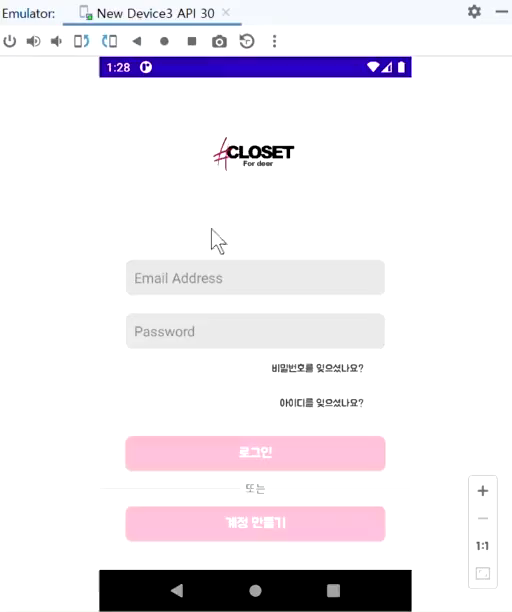 Emulator: New Device3 API 30
1:28
#CLOSET
For deer
Email Address
Password
비밀번호를 잊으셨나요?
아이디를 잊으셨나요?
로그인
또는
계정 만들기
1:1